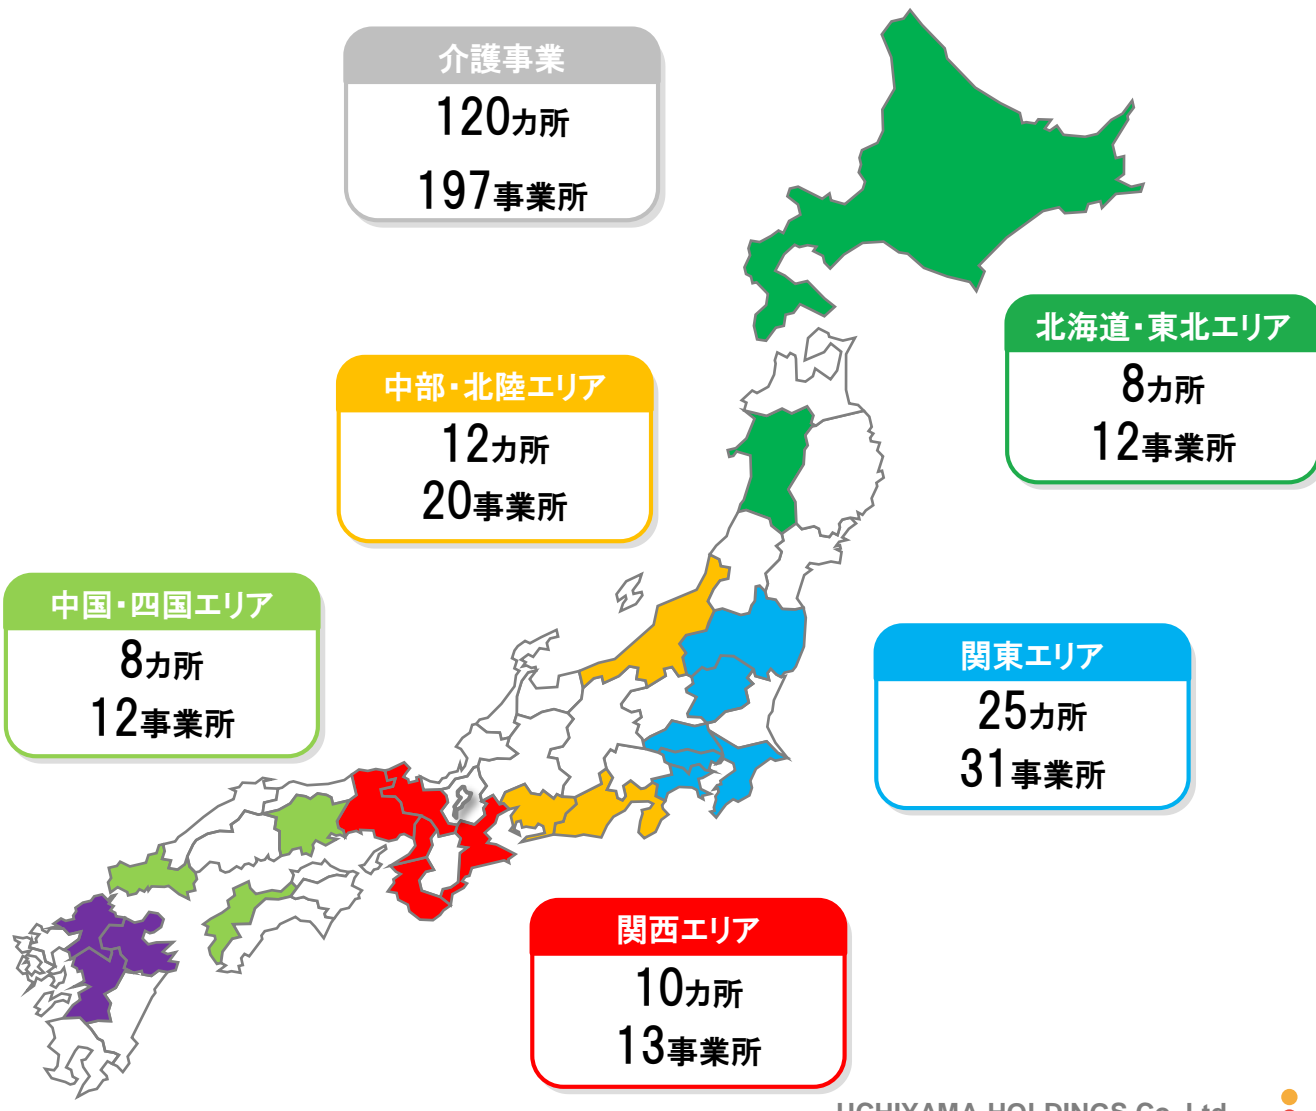 介護事業
120カ所
197事業所
北海道・東北エリア
8カ所
12事業所
中部・北陸エリア
12カ所
20事業所
中国・四国エリア
8カ所
12事業所
関東エリア
25カ所
31事業所
関西エリア
10カ所
13事業所
UCHIYAMA HOLDINGS Co.,Ltd.